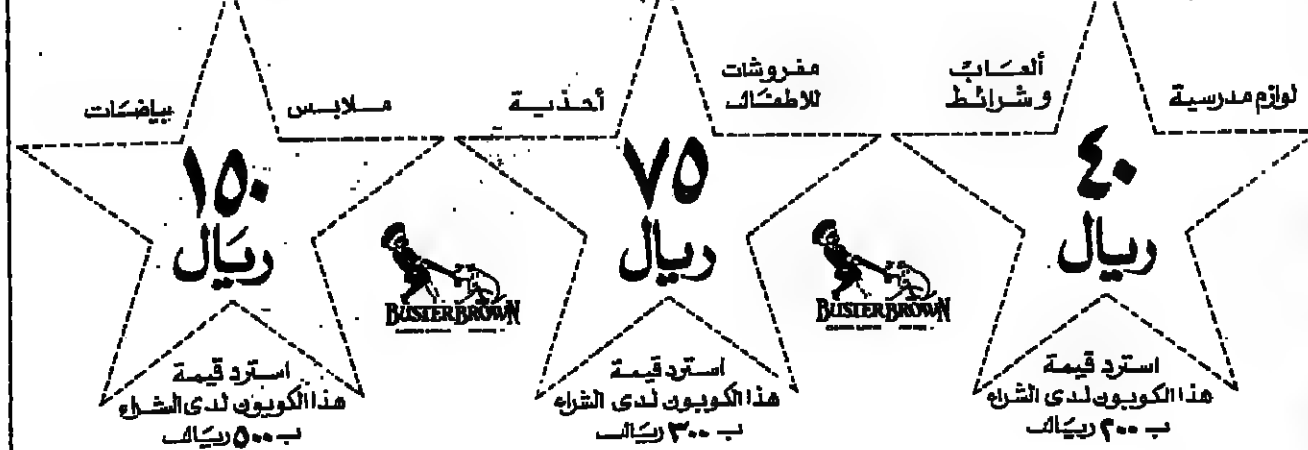 لوازم مدرسية
ألعاب
وشرائط
مفروشات
للاطفال
أحذية
ملابس
بياضات
٤٠
ريال
٧٥
ريال
١٥٠
ريال
BUSTER BROWN
BUSTER BROWN
استرد قيمة
هذا الكوبون لدى الشراء
ب ٢٠٠ ريال
استرد قيمة
هذا الكوبون لدى الشراء
ب ٣٠٠ ريال
استرد قيمة
هذا الكوبون لدى الشراء
ب ٥٠٠ ريال